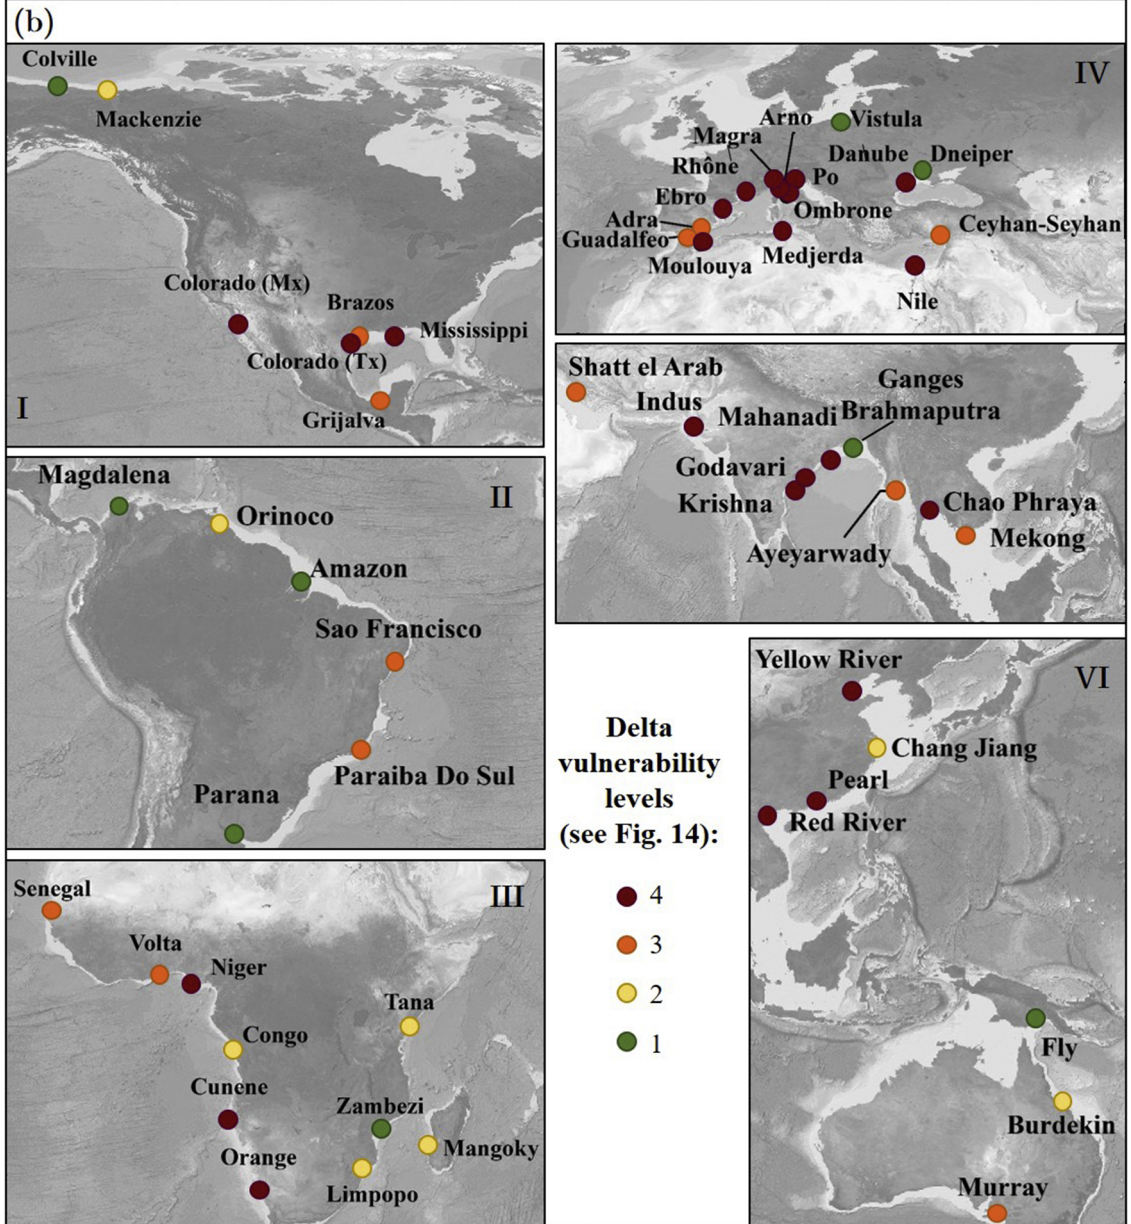 (b)
Colville
Mackenzie
Colorado (Mx)
Brazos
Mississippi
Colorado (Tx)
Grijalva
I
IV
Arno
Vistula
Magra
Danube
Dneiper
Rhône
Po
Ebro
Ombrone
Adra
Ceyhan-Seyhan
Guadalfeo
Medjerda
Moulouya
Nile
Shatt el Arab
Ganges
Brahmaputra
Indus
Mahanadi
Godavari
Krishna
Chao Phraya
Mekong
Ayeyarwady
Magdalena
II
Orinoco
Amazon
Sao Francisco
Paraiba Do Sul
Parana
Delta
vulnerability
levels
(see Fig. 14):
4
3
2
1
Yellow River
VI
Chang Jiang
Pearl
Red River
Fly
Burdekin
Murray
Senegal
III
Volta
Niger
Tana
Congo
Cunene
Zambezi
Mangoky
Orange
Limpopo